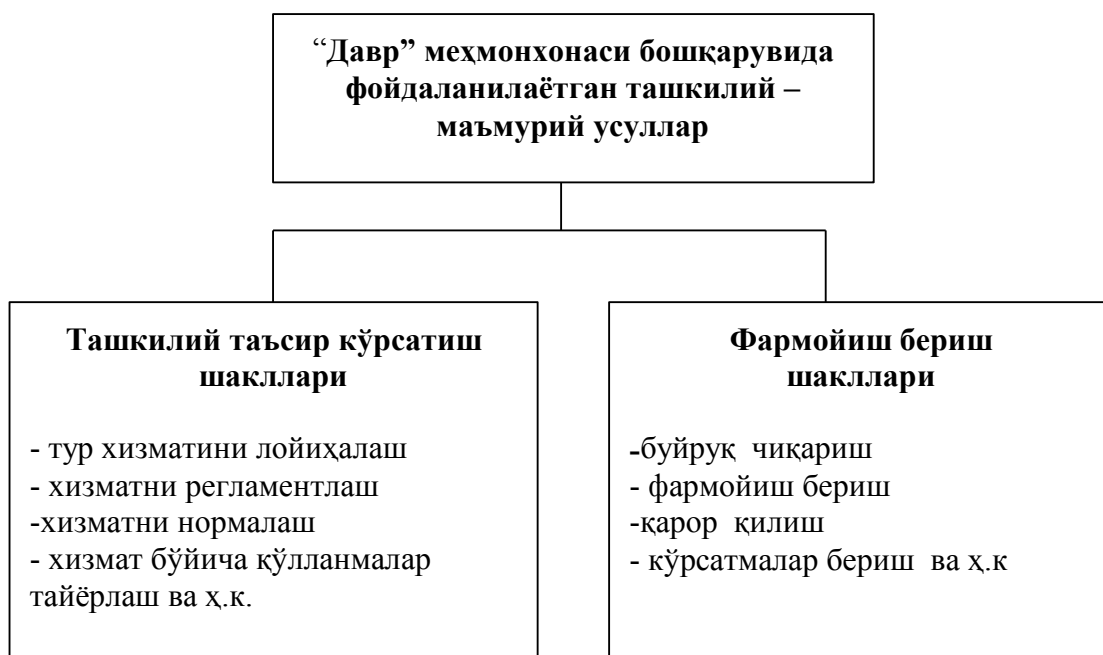 “Давр” меҳмонхонаси бошқарувида
фойдаланилаётган ташкилий –
маъмурий усуллар
Ташкилий таъсир кўрсатиш
шакллари
- тур хизматини лойиҳалаш
- хизматни регламентлаш
-хизматни нормалаш
- хизмат бўйича қўлланмалар
тайёрлаш ва ҳ.к.
Фармойиш бериш
шакллари
-буйруқ чиқариш
- фармойиш бериш
-қарор қилиш
- кўрсатмалар бериш ва ҳ.к